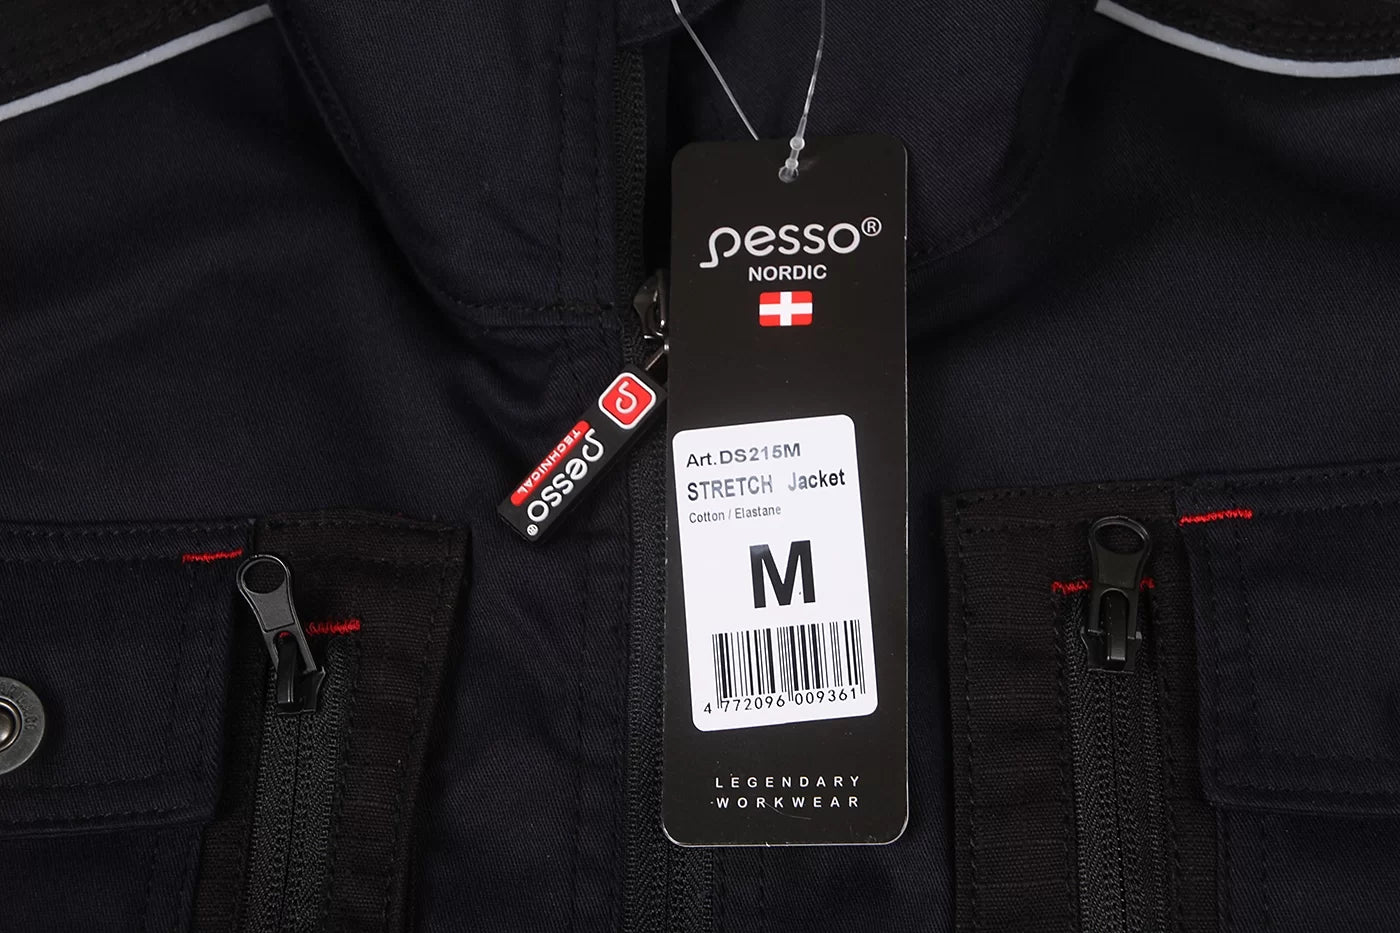 pesso®
NORDIC
Art.DS215M
STRETCH Jacket
Cotton / Elastane
M
4 772096 009361
LEGENDARY
WORKWEAR
pesso®
TECHNICAL